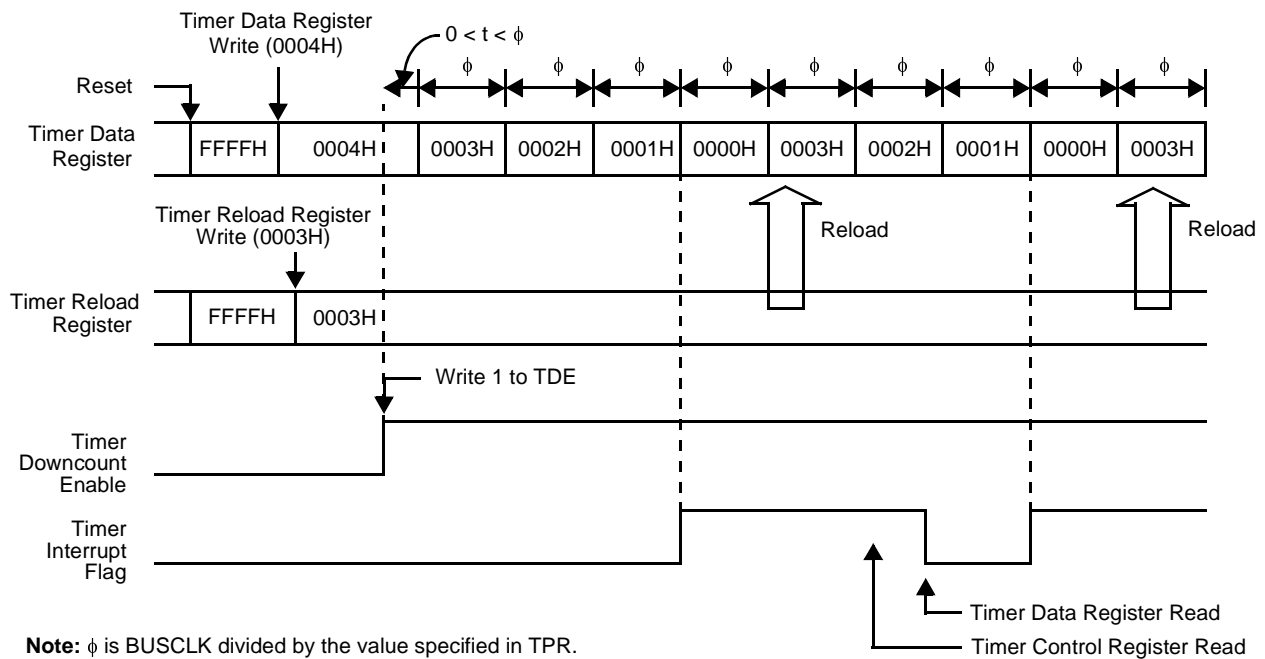 Timer Data Register
Write (0004H)
0 < t < ϕ
ϕ ϕ ϕ ϕ ϕ ϕ ϕ ϕ ϕ
Reset
Timer Data
Register
FFFFH 0004H 0003H 0002H 0001H 0000H 0003H 0002H 0001H 0000H 0003H
Timer Reload Register
Write (0003H)
Reload
Reload
Timer Reload
Register
FFFFH 0003H
Write 1 to TDE
Timer
Downcount
Enable
Timer
Interrupt
Flag
Timer Data Register Read
Timer Control Register Read
Note: ϕ is BUSCLK divided by the value specified in TPR.